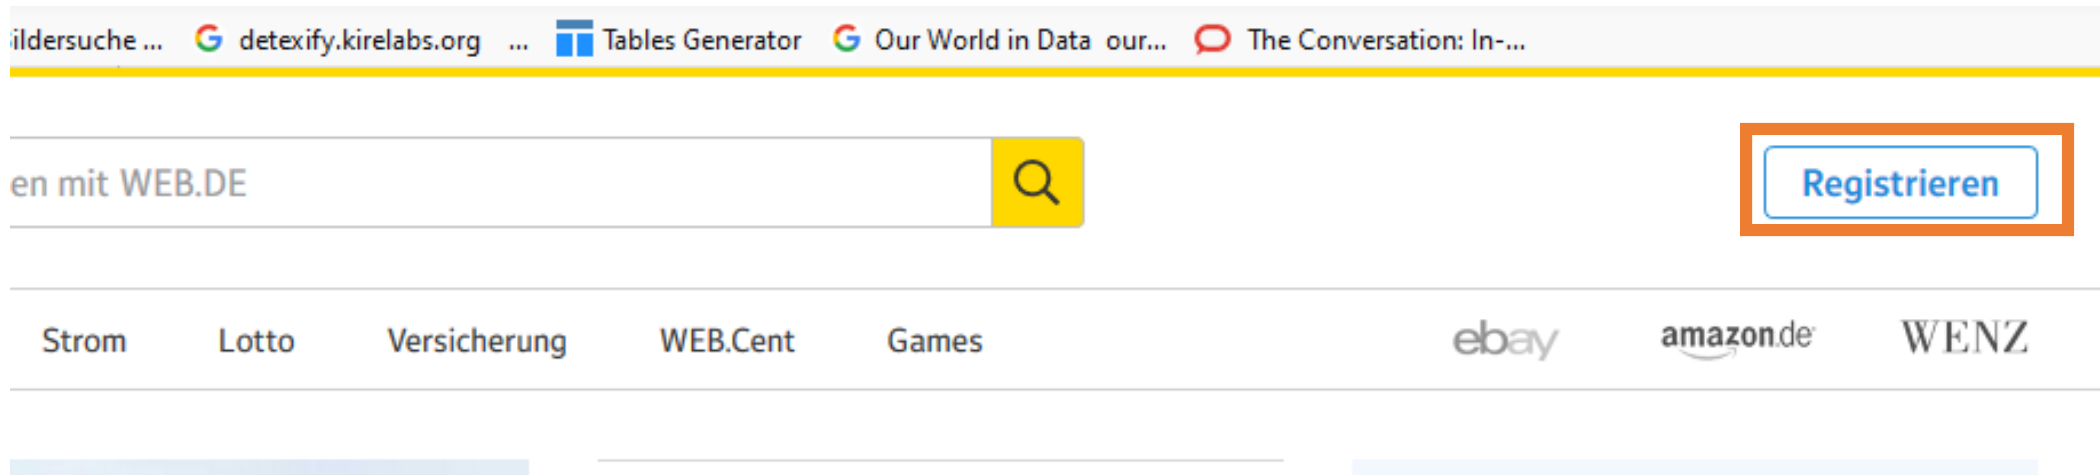 ildersuche ... detexify.kirelabs.org ... Tables Generator Our World in Data our... The Conversation: In-...
en mit WEB.DE Registrieren
Strom Lotto Versicherung WEB.Cent Games ebay amazon.de WENZ